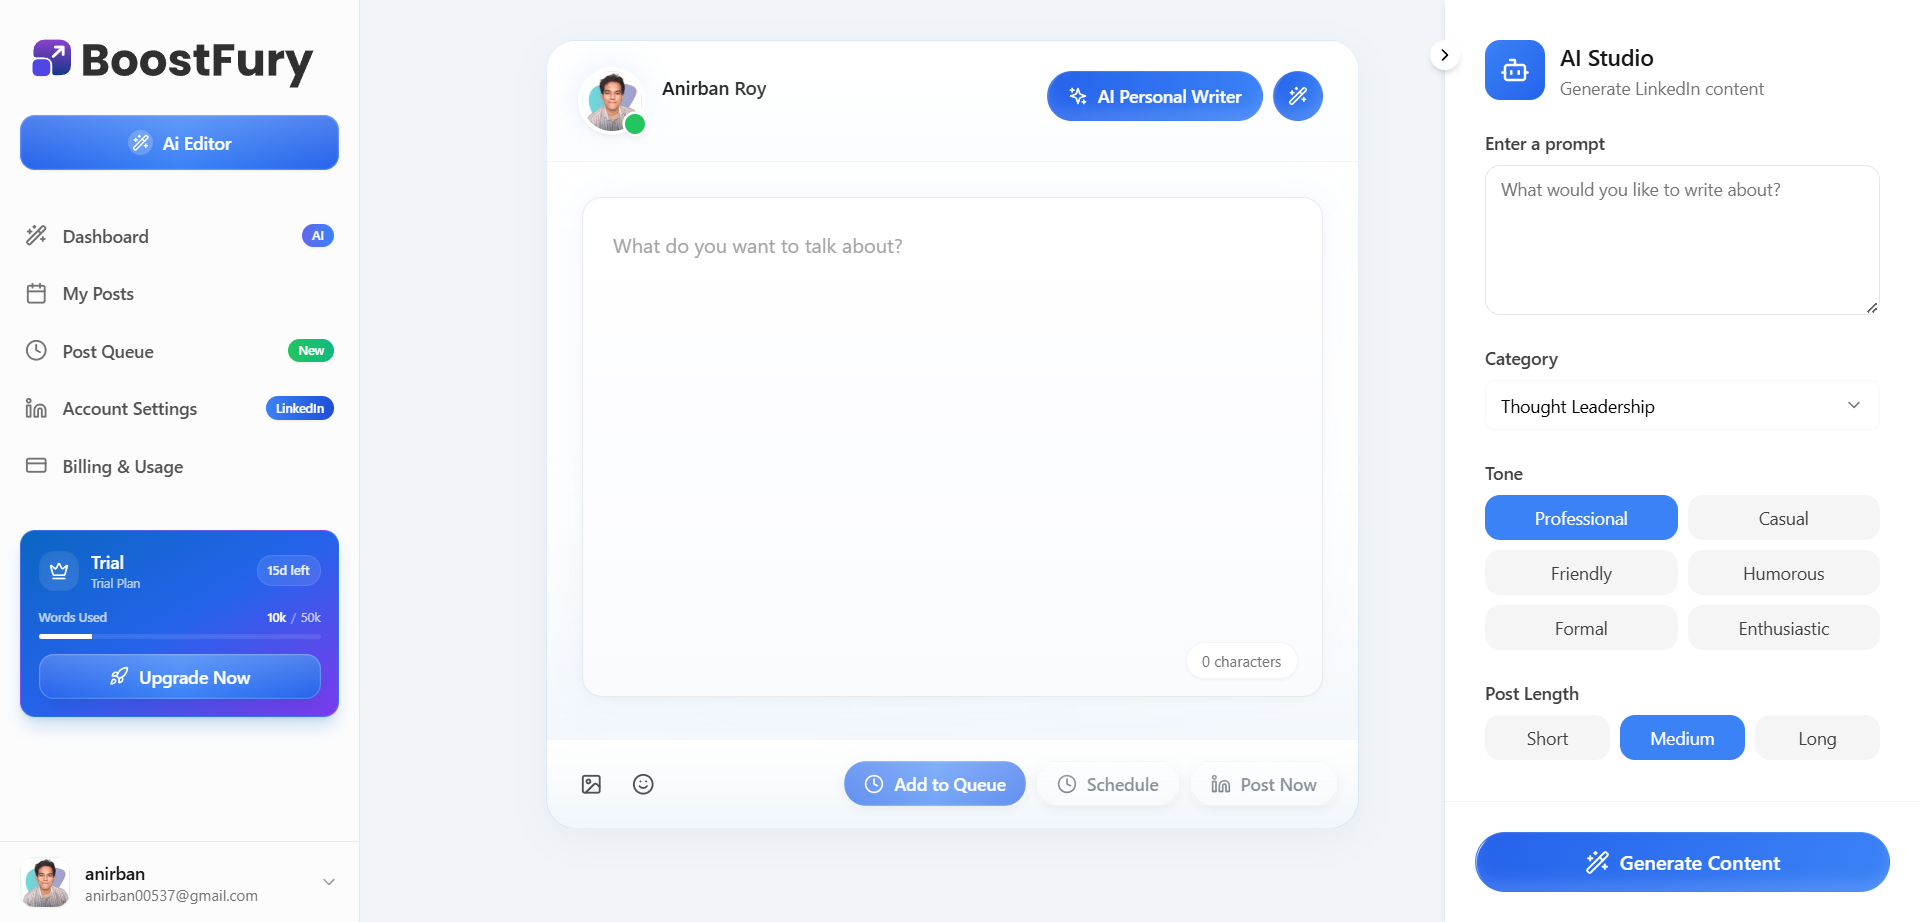 BoostFury
Ai Editor
Dashboard
AI
My Posts
Post Queue
New
Account Settings
LinkedIn
Billing & Usage
Trial
Trial Plan
15d left
Words Used
10k / 50k
Upgrade Now
anirban
anirban00537@gmail.com
Anirban Roy
AI Personal Writer
What do you want to talk about?
0 characters
Add to Queue
Schedule
Post Now
AI Studio
Generate LinkedIn content
Enter a prompt
What would you like to write about?
Category
Thought Leadership
Tone
Professional
Casual
Friendly
Humorous
Formal
Enthusiastic
Post Length
Short
Medium
Long
Generate Content